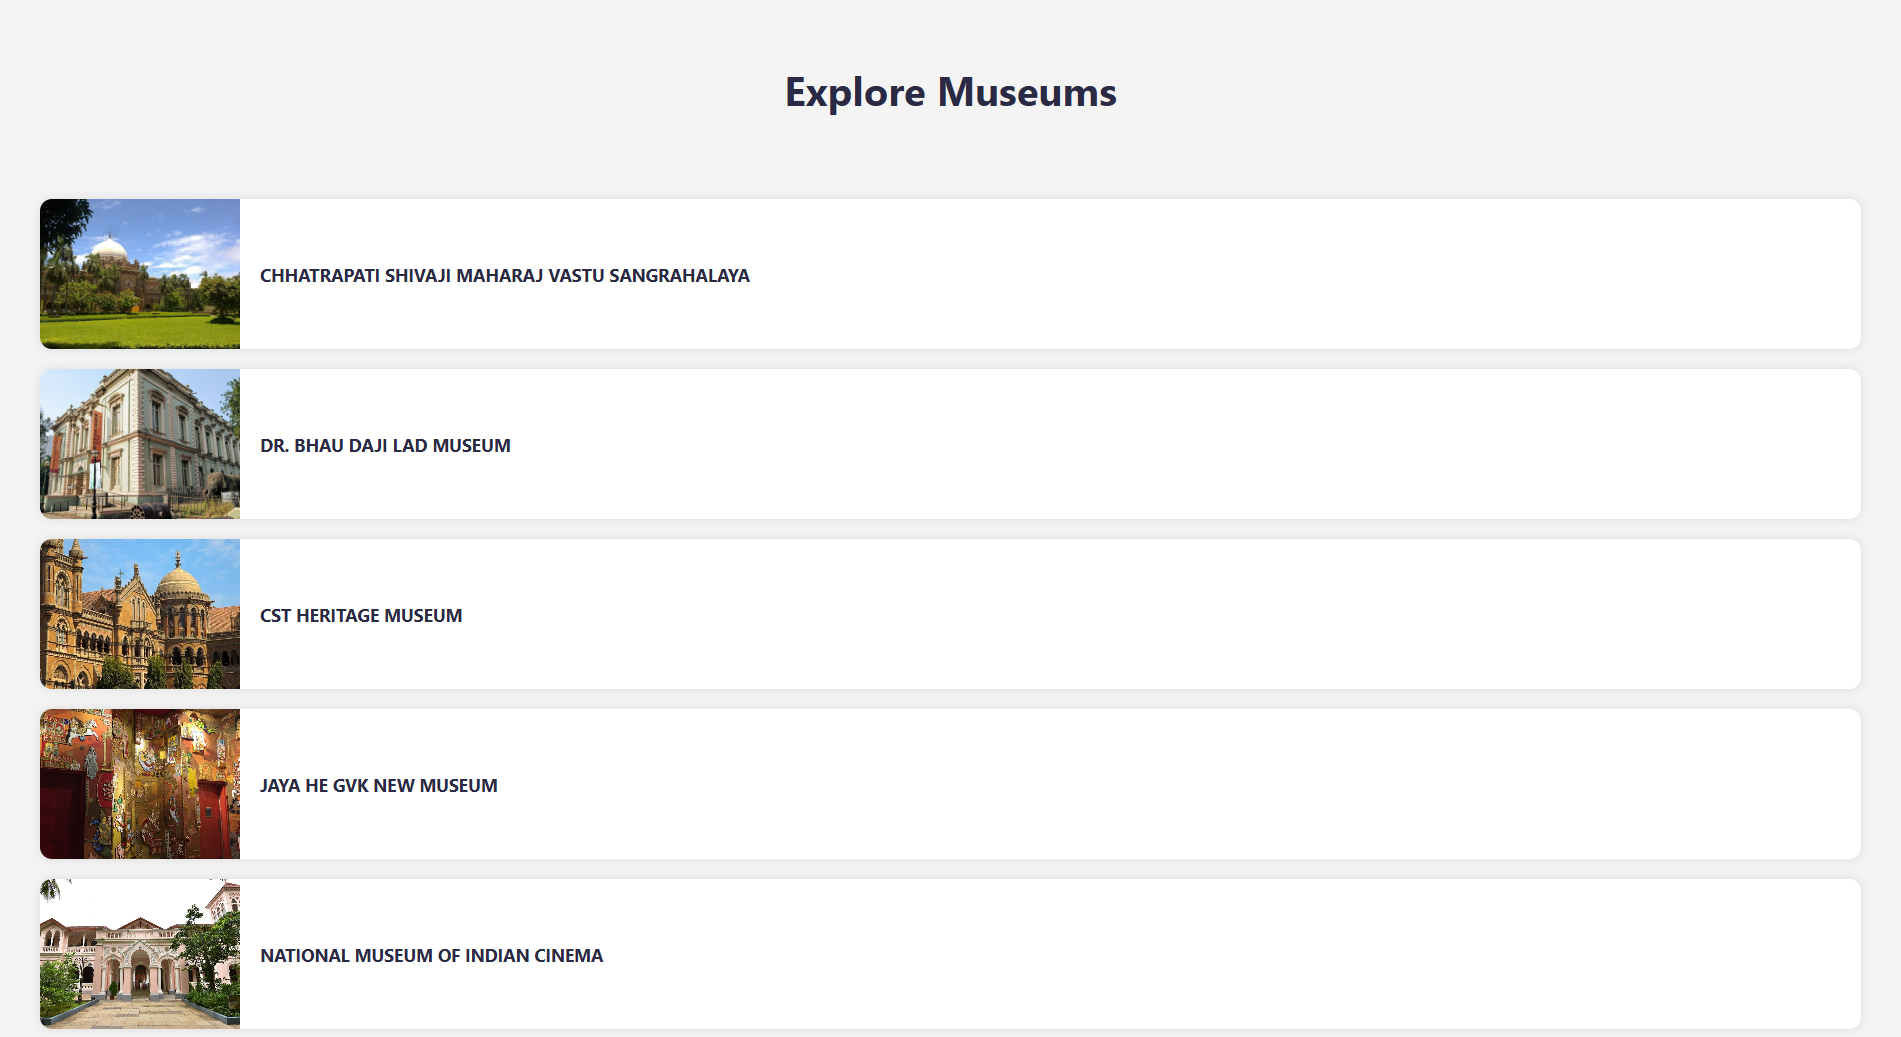 Explore Museums
CHHATRAPATI SHIVAJI MAHARAJ VASTU SANGRAHALAYA
DR. BHAU DAJI LAD MUSEUM
CST HERITAGE MUSEUM
JAYA HE GVK NEW MUSEUM
NATIONAL MUSEUM OF INDIAN CINEMA